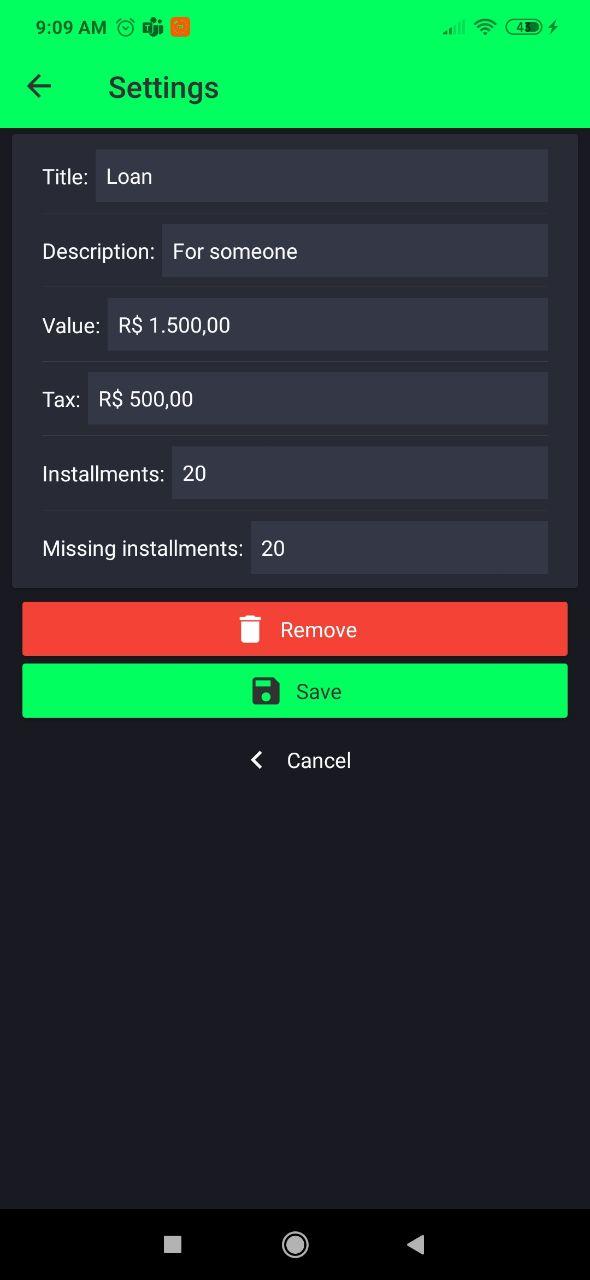 9:09 AM
Settings
Title: Loan
Description: For someone
Value: R$ 1.500,00
Tax: R$ 500,00
Installments: 20
Missing installments: 20
Remove
Save
Cancel